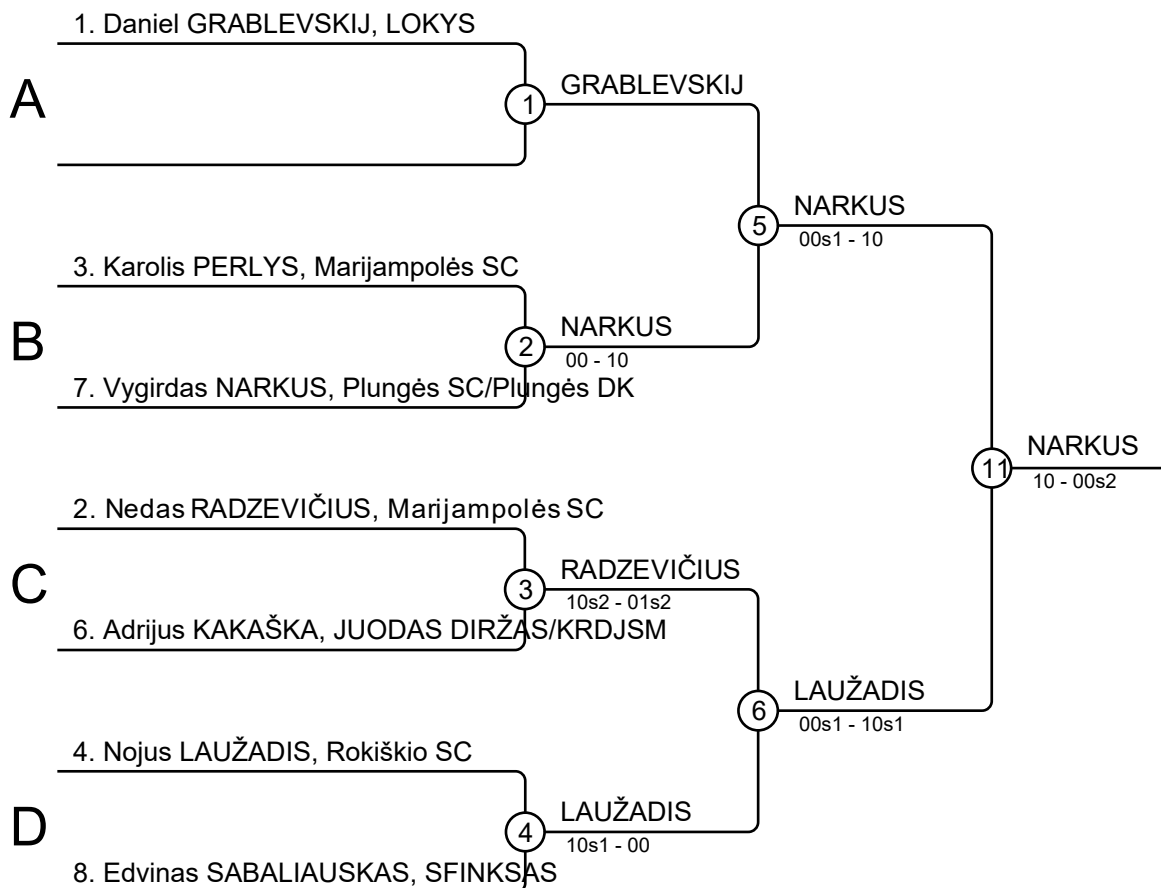 1. Daniel GRABLEVSKIJ, LOKYS
A
1
GRABLEVSKIJ
5
NARKUS
00s1 - 10
3. Karolis PERLYS, Marijampolės SC
B
2
NARKUS
00 - 10
7. Vygirdas NARKUS, Plungės SC/Plungės DK
11
NARKUS
10 - 00s2
2. Nedas RADZEVIČIUS, Marijampolės SC
C
3
RADZEVIČIUS
10s2 - 01s2
6. Adrijus KAKAŠKA, JUODAS DIRŽAS/KRDJSM
6
LAUŽADIS
00s1 - 10s1
4. Nojus LAUŽADIS, Rokiškio SC
D
4
LAUŽADIS
10s1 - 00
8. Edvinas SABALIAUSKAS, SFINKSAS